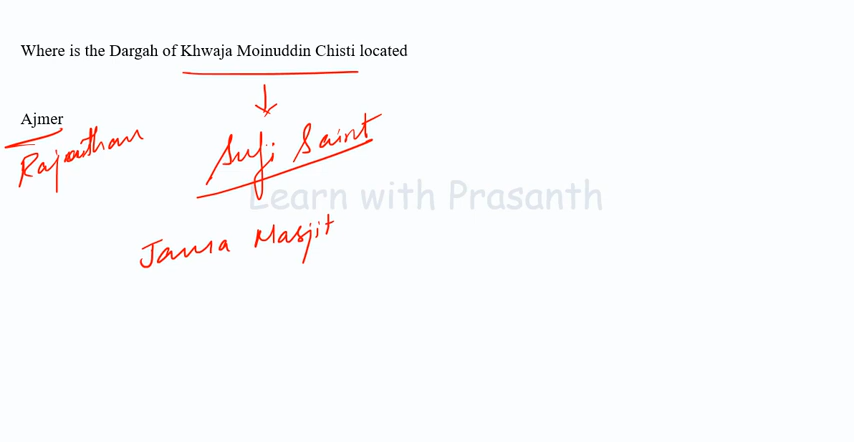 Where is the Dargah of Khwaja Moinuddin Chisti located
Ajmer
Rajasthan
Sufi Saint
Learn with Prasanth
Jama Masjit